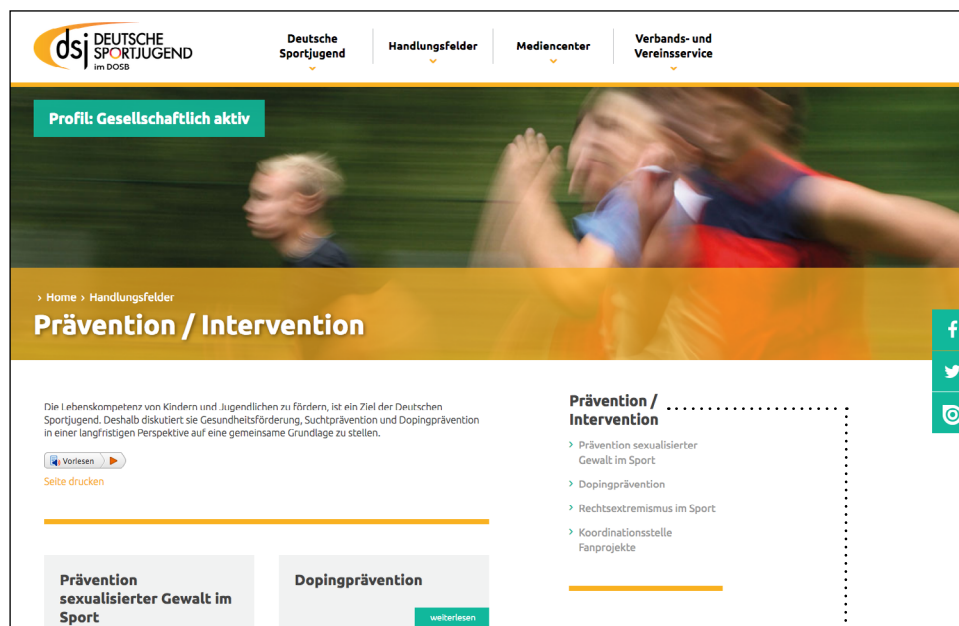 dsj DEUTSCHE
SPORTJUGEND
im DOSB
Deutsche
Sportjugend
Handlungsfelder
Mediencenter
Verbands- und
Vereinsservice
Profil: Gesellschaftlich aktiv
› Home › Handlungsfelder
Prävention / Intervention
Die Lebenskompetenz von Kindern und Jugendlichen zu fördern, ist ein Ziel der Deutschen
Sportjugend. Deshalb diskutiert sie Gesundheitsförderung, Suchtprävention und Dopingprävention
in einer langfristigen Perspektive auf eine gemeinsame Grundlage zu stellen.
Vorlesen
Seite drucken
Prävention
sexualisierter Gewalt im
Sport
Dopingprävention
weiterlesen
Prävention /
Intervention
› Prävention sexualisierter
Gewalt im Sport
› Dopingprävention
› Rechtsextremismus im Sport
› Koordinationsstelle
Fanprojekte